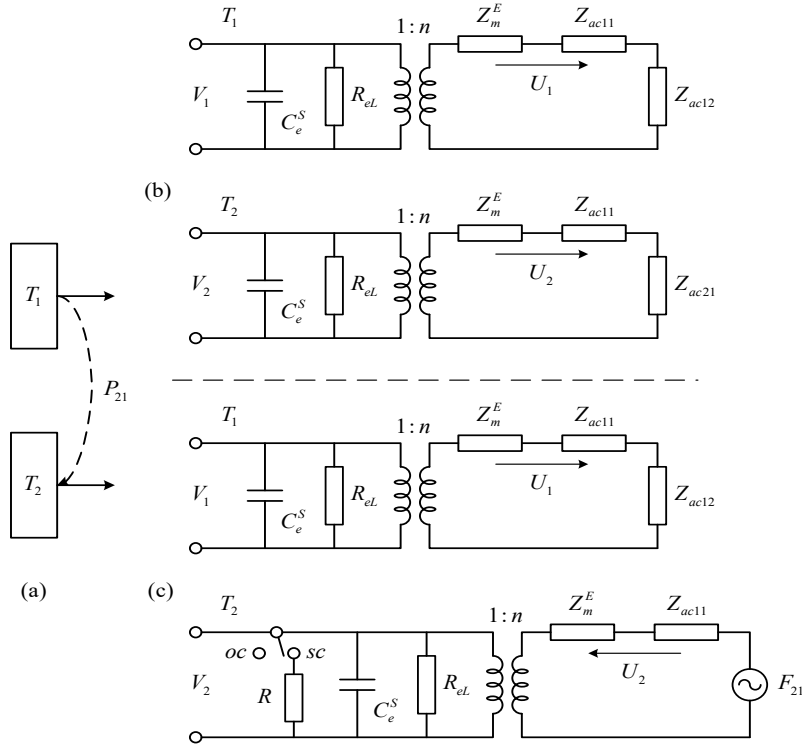 T₁ 1:n Z_m^E Z_ac11
V₁ C_e^S R_eL U₁ Z_ac12
(b)
T₂ 1:n Z_m^E Z_ac11
V₂ C_e^S R_eL U₂ Z_ac21
T₁
P₂₁
T₂
T₁ 1:n Z_m^E Z_ac11
V₁ C_e^S R_eL U₁ Z_ac12
(a) (c)
T₂ 1:n Z_m^E Z_ac11
oc sc
V₂ R C_e^S R_eL U₂ F₂₁